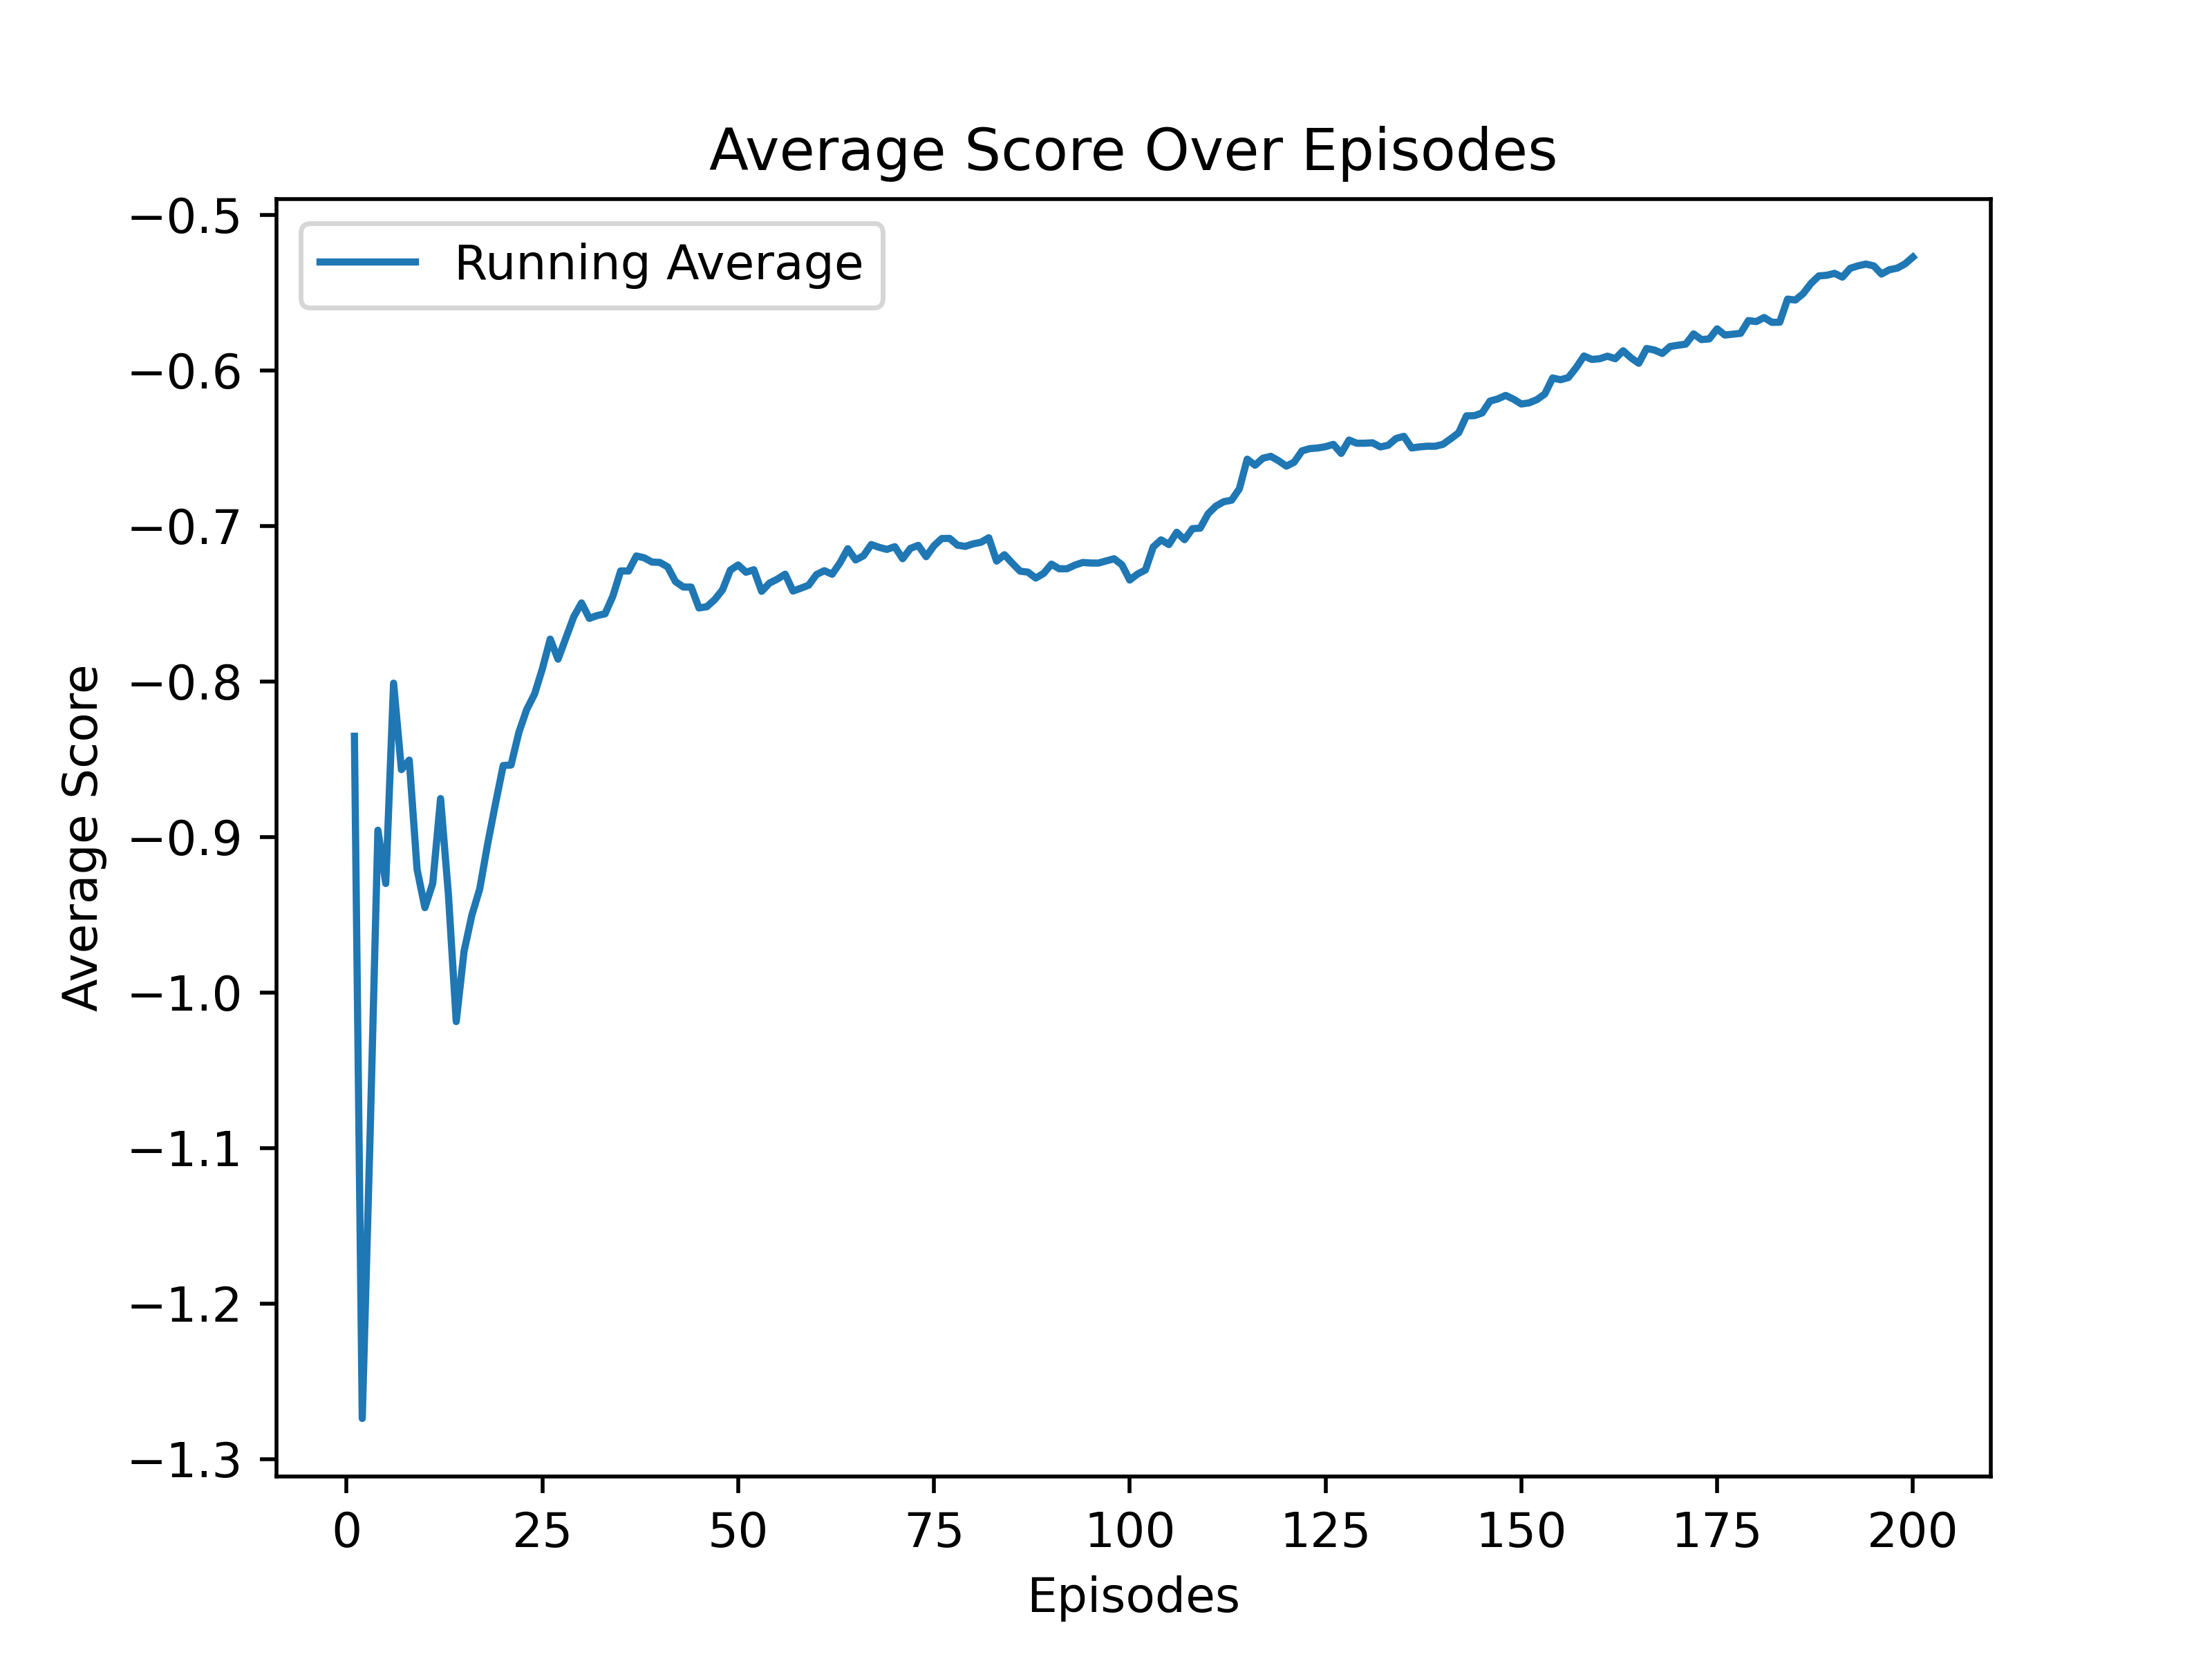 Average Score Over Episodes
Running Average
Average Score
−0.5
−0.6
−0.7
−0.8
−0.9
−1.0
−1.1
−1.2
−1.3
0 25 50 75 100 125 150 175 200
Episodes